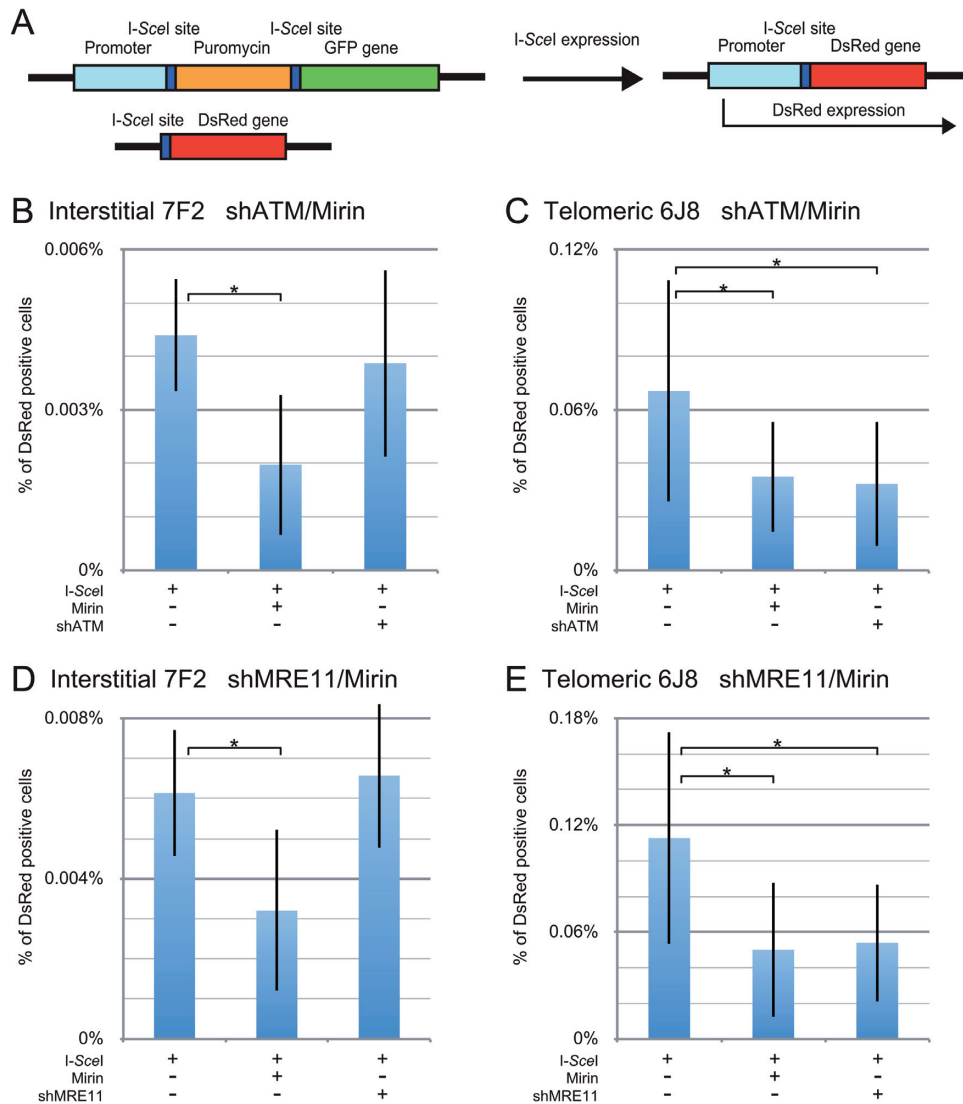 A
I-SceI site I-SceI site
Promoter Puromycin GFP gene
I-SceI site DsRed gene
I-SceI expression
I-SceI site
Promoter DsRed gene
DsRed expression
B Interstitial 7F2 shATM/Mirin
% of DsRed positive cells
0.006%
0.003%
0%
*
I-SceI + + +
Mirin - + -
shATM - - +
C Telomeric 6J8 shATM/Mirin
% of DsRed positive cells
0.12%
0.06%
0%
*
*
I-SceI + + +
Mirin - + -
shATM - - +
D Interstitial 7F2 shMRE11/Mirin
% of DsRed positive cells
0.008%
0.004%
0%
*
I-SceI + + +
Mirin - + -
shMRE11 - - +
E Telomeric 6J8 shMRE11/Mirin
% of DsRed positive cells
0.18%
0.12%
0.06%
0%
*
*
I-SceI + + +
Mirin - + -
shMRE11 - - +